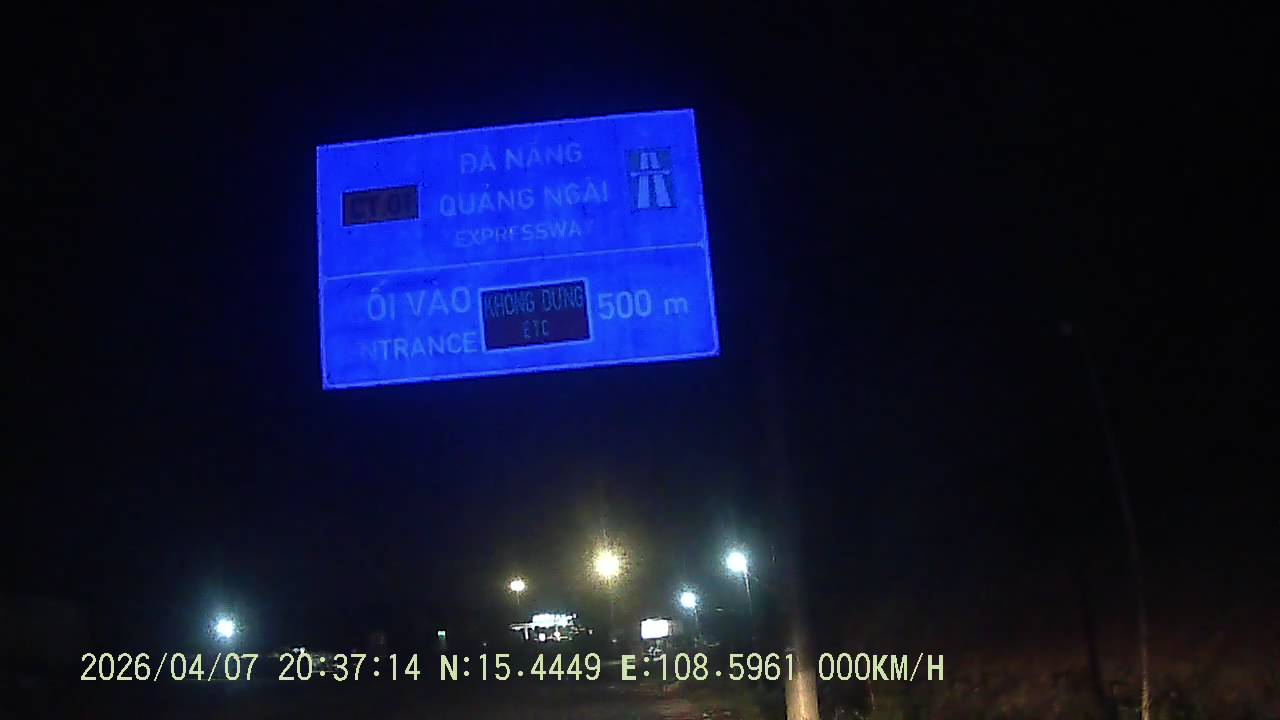 ĐÀ NẴNG
CT.01
QUẢNG NGÃI
EXPRESSWAY
ỐI VÀO
KHÔNG DỪNG
ETC
500 m
NTRANCE
2026/04/07 20:37:14 N:15.4449 E:108.5961 000KM/H